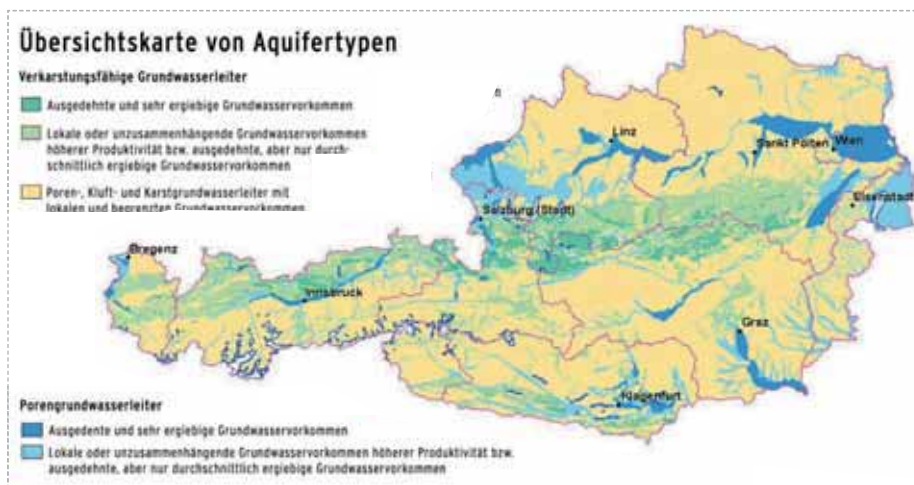 Übersichtskarte von Aquifertypen
Verkarstungsfähige Grundwasserleiter
Ausgedehnte und sehr ergiebige Grundwasservorkommen
Lokale oder unzusammenhängende Grundwasservorkommen
höherer Produktivität bzw. ausgedehnte, aber nur durch-
schnittlich ergiebige Grundwasservorkommen
Poren-, Kluft- und Karstgrundwasserleiter mit
lokalen und begrenzten Grundwasservorkommen
Linz
Sankt Pölten
Wien
Eisenstadt
Salzburg (Stadt)
Bregenz
Innsbruck
Graz
Klagenfurt
Porengrundwasserleiter
Ausgedente und sehr ergiebige Grundwasservorkommen
Lokale oder unzusammenhängende Grundwasservorkommen höherer Produktivität bzw.
ausgedehnte, aber nur durchschnittlich ergiebige Grundwasservorkommen